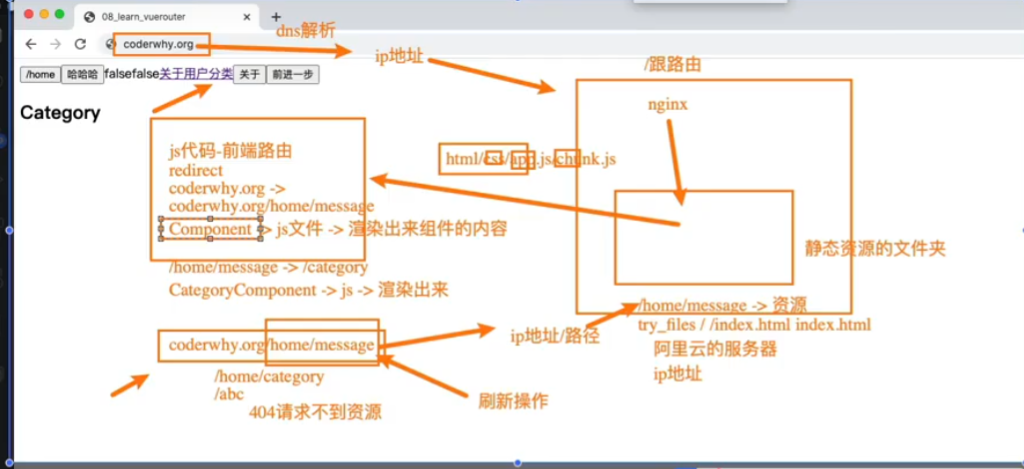 08_learn_vuerouter
coderwhy.org
dns解析
ip地址
/跟路由
/home
哈哈哈
falsefalse关于用户分类
关于
前进一步
Category
nginx
js代码-前端路由
redirect
coderwhy.org ->
coderwhy.org/home/message
Component -> js文件 -> 渲染出来组件的内容
/home/message -> /category
CategoryComponent -> js -> 渲染出来
html/css/app.js/chunk.js
静态资源的文件夹
/home/message -> 资源
try_files / /index.html index.html
阿里云的服务器
ip地址
coderwhy.org/home/message
ip地址/路径
/home/category
/abc
404请求不到资源
刷新操作